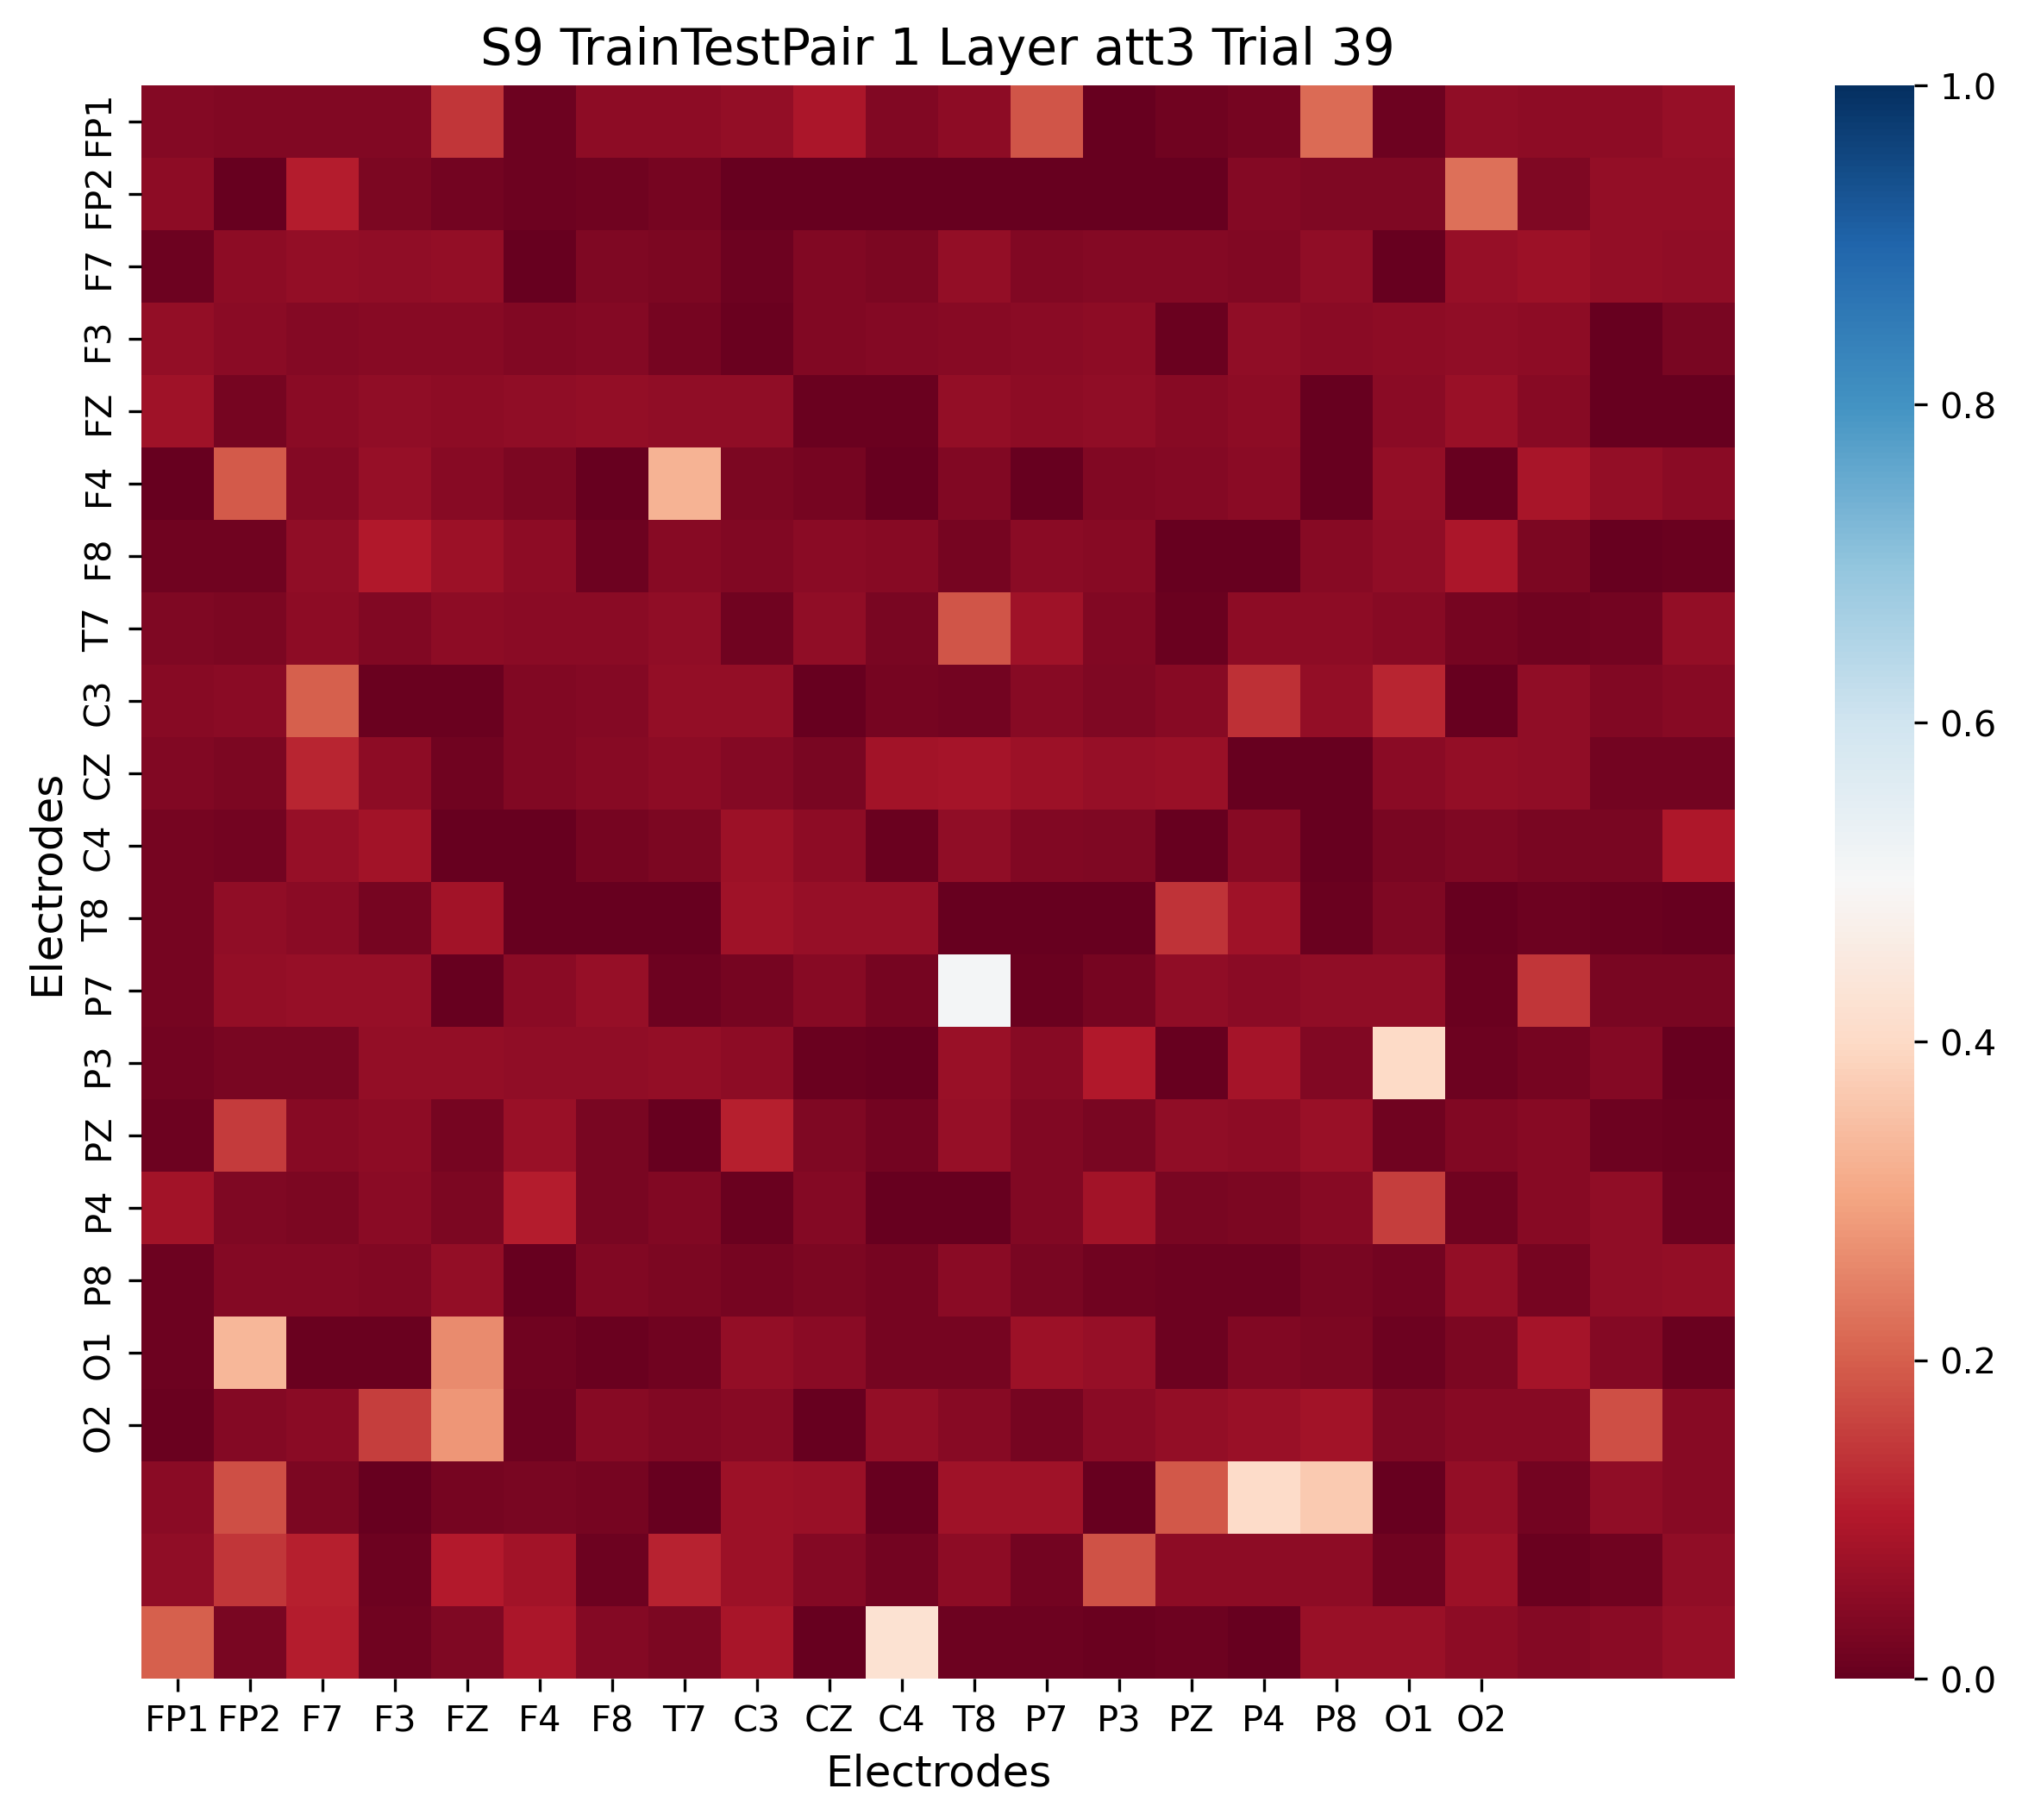 S9 TrainTestPair 1 Layer att3 Trial 39
Electrodes
FP1
FP2
F7
F3
FZ
F4
F8
T7
C3
CZ
C4
T8
P7
P3
PZ
P4
P8
O1
O2
FP1 FP2 F7 F3 FZ F4 F8 T7 C3 CZ C4 T8 P7 P3 PZ P4 P8 O1 O2
Electrodes
1.0
0.8
0.6
0.4
0.2
0.0